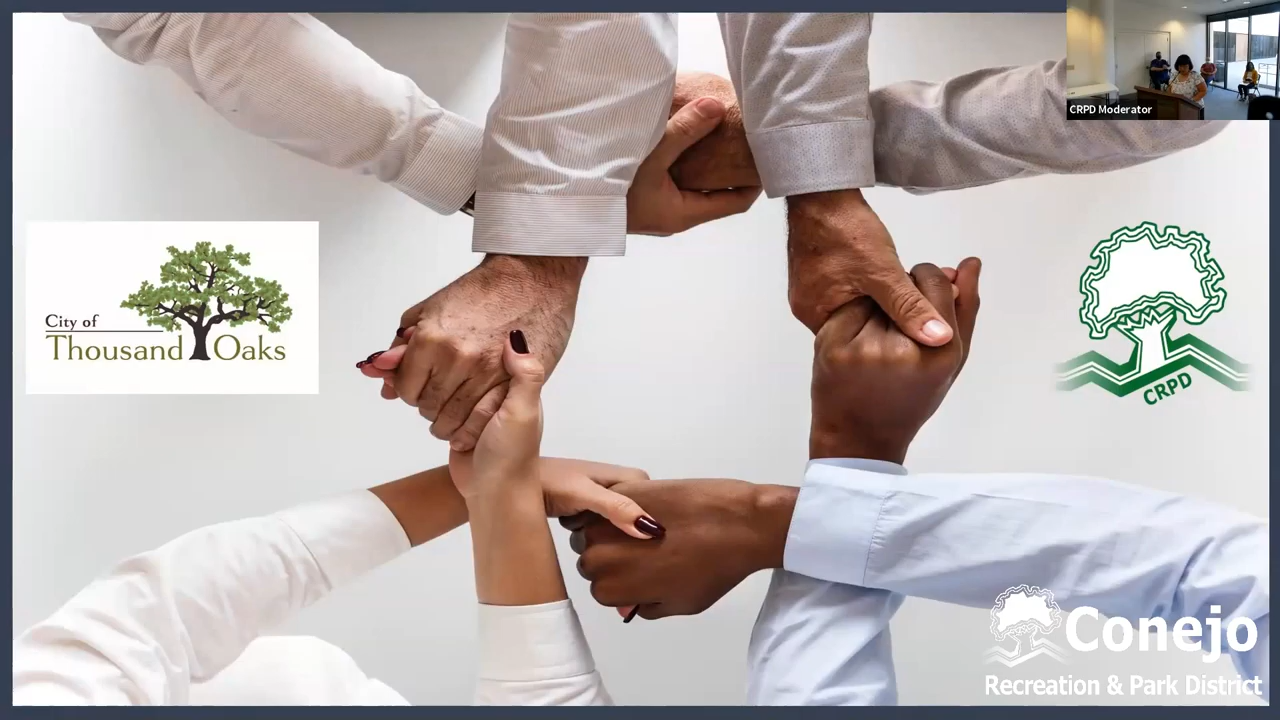 CRPD Moderator
City of
Thousand Oaks
CRPD
Conejo
Recreation & Park District